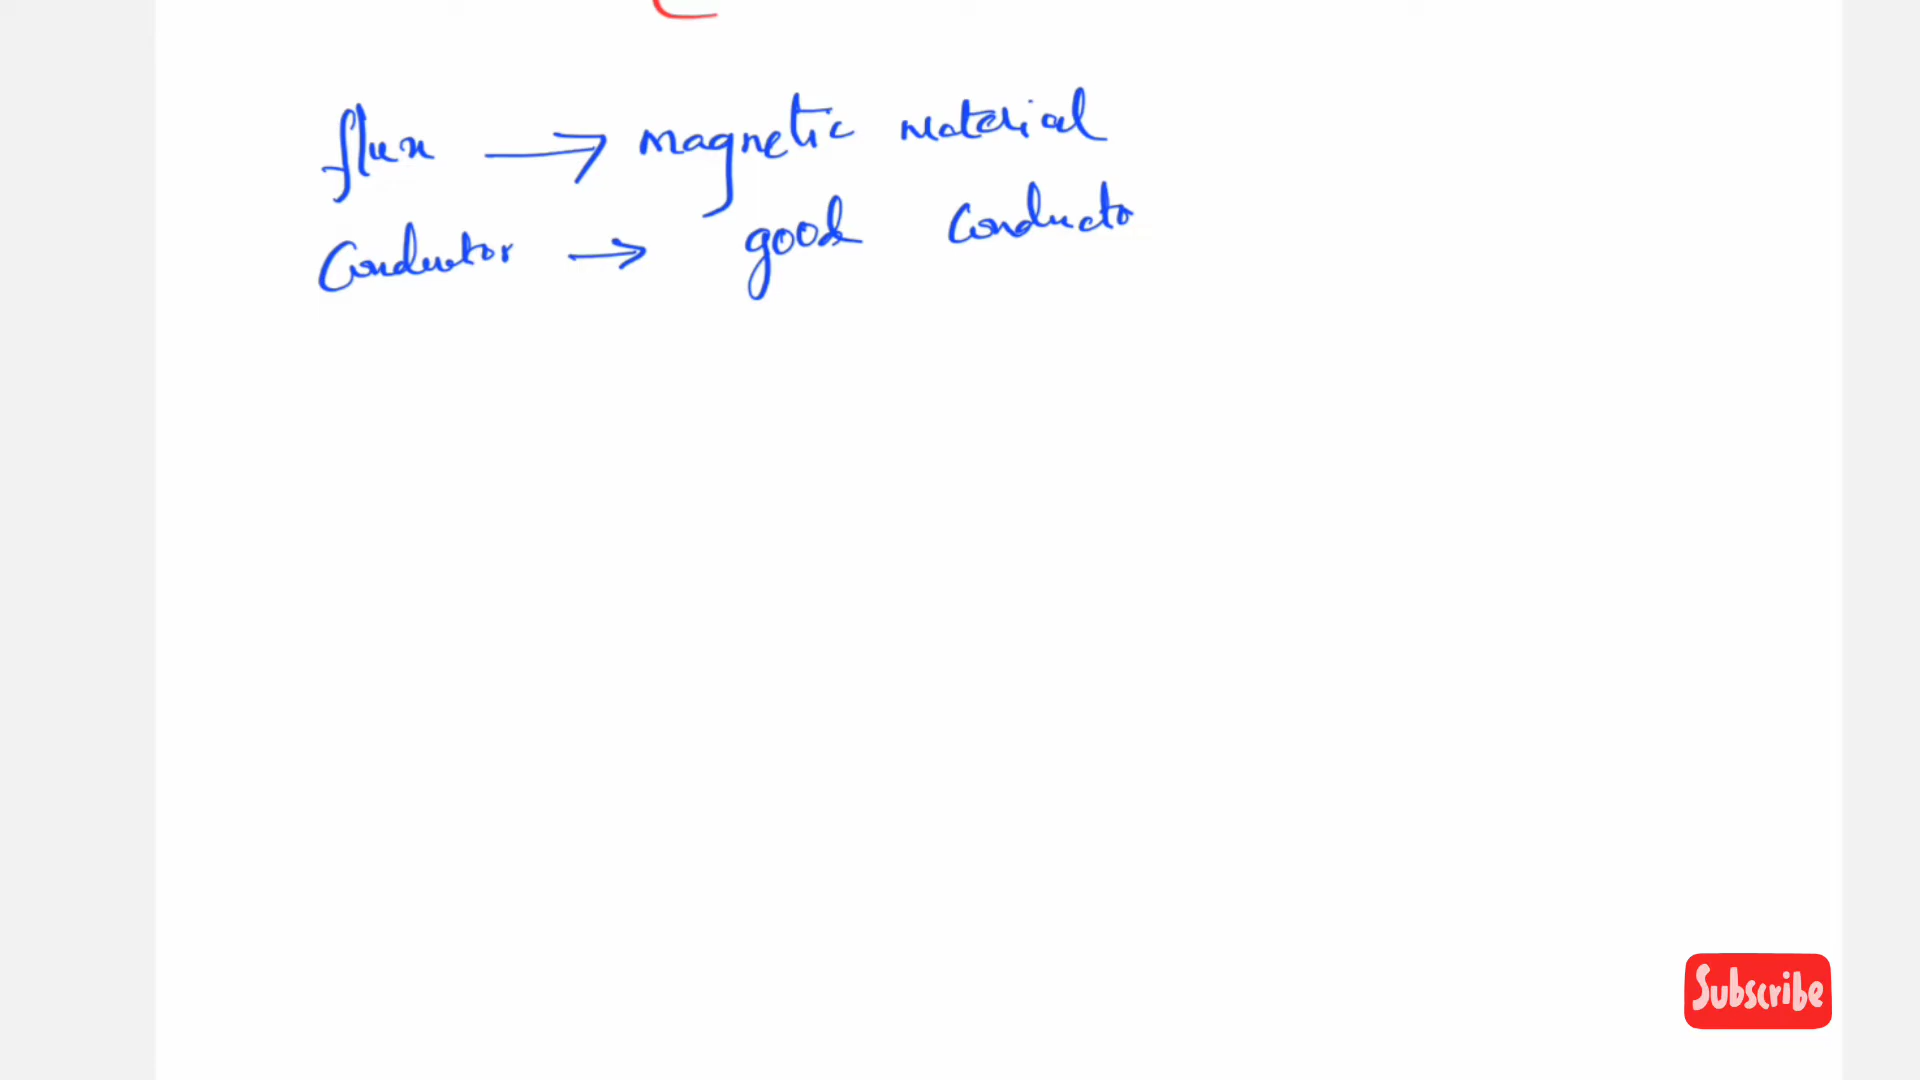 flux → magnetic material
Conductor → good conducto
Subscribe